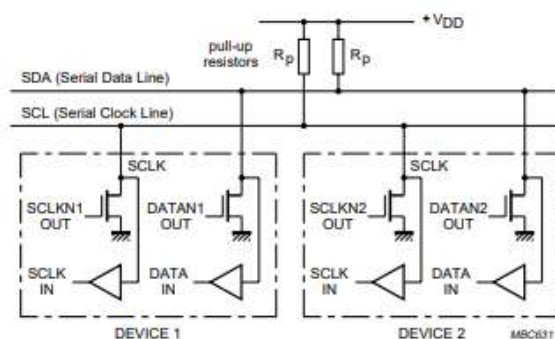 + VDD
pull-up
resistors
Rp
Rp
SDA (Serial Data Line)
SCL (Serial Clock Line)
SCLK
SCLKN1
OUT
DATAN1
OUT
SCLK
IN
DATA
IN
DEVICE 1
SCLK
SCLKN2
OUT
DATAN2
OUT
SCLK
IN
DATA
IN
DEVICE 2
MBC631